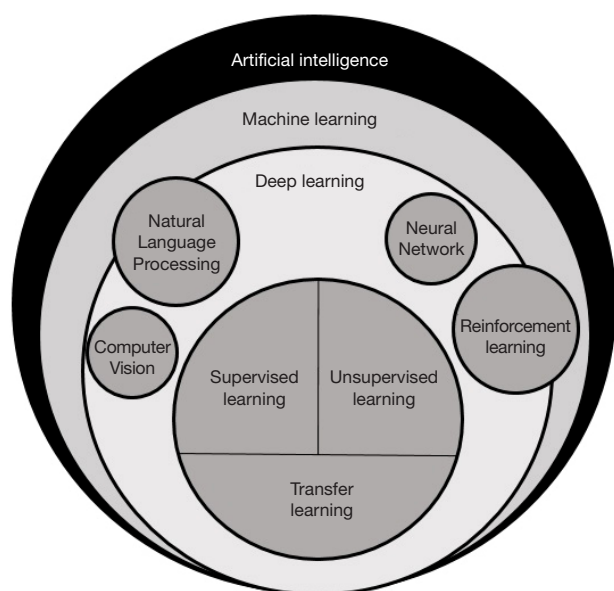 Artificial intelligence
Machine learning
Deep learning
Natural
Language
Processing
Neural
Network
Computer
Vision
Reinforcement
learning
Supervised
learning
Unsupervised
learning
Transfer
learning